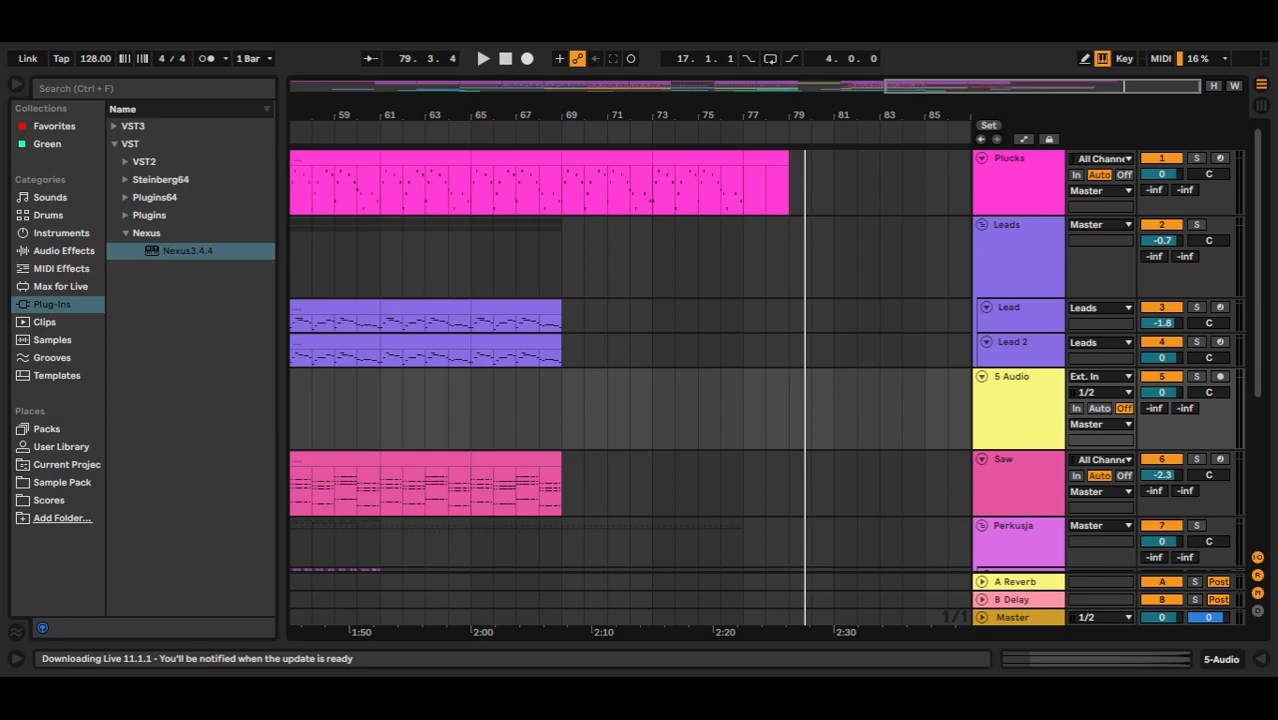 Link Tap 128.00 4 / 4 1 Bar 79. 3. 4 17. 1. 1 4. 0. 0 Key MIDI 16 %
Search (Ctrl + F)
H W
Collections
Favorites
Green
Categories
Sounds
Drums
Instruments
Audio Effects
MIDI Effects
Max for Live
Plug-Ins
Clips
Samples
Grooves
Templates
Places
Packs
User Library
Current Projec
Sample Pack
Scores
Add Folder...
Name
VST3
VST
VST2
Steinberg64
Plugins64
Plugins
Nexus
Nexus3.4.4
59 61 63 65 67 69 71 73 75 77 79 81 83 85
Set
Plucks All Channe 1 S
In Auto Off 0 C
Master -inf -inf
Leads Master 2 S
-0.7 C
-inf -inf
Lead Leads 3 S
-1.8 C
Lead 2 Leads 4 S
0 C
5 Audio Ext. In 5 S
1/2 0 C
In Auto Off -inf -inf
Master
Saw All Channe 6 S
In Auto Off -2.3 C
Master -inf -inf
Perkusja Master 7 S
0 C
-inf -inf
A Reverb A S Post
B Delay B S Post
1/1 Master 1/2 0 0
I·O
R
M
D
1:50 2:00 2:10 2:20 2:30
Downloading Live 11.1.1 - You'll be notified when the update is ready
5-Audio